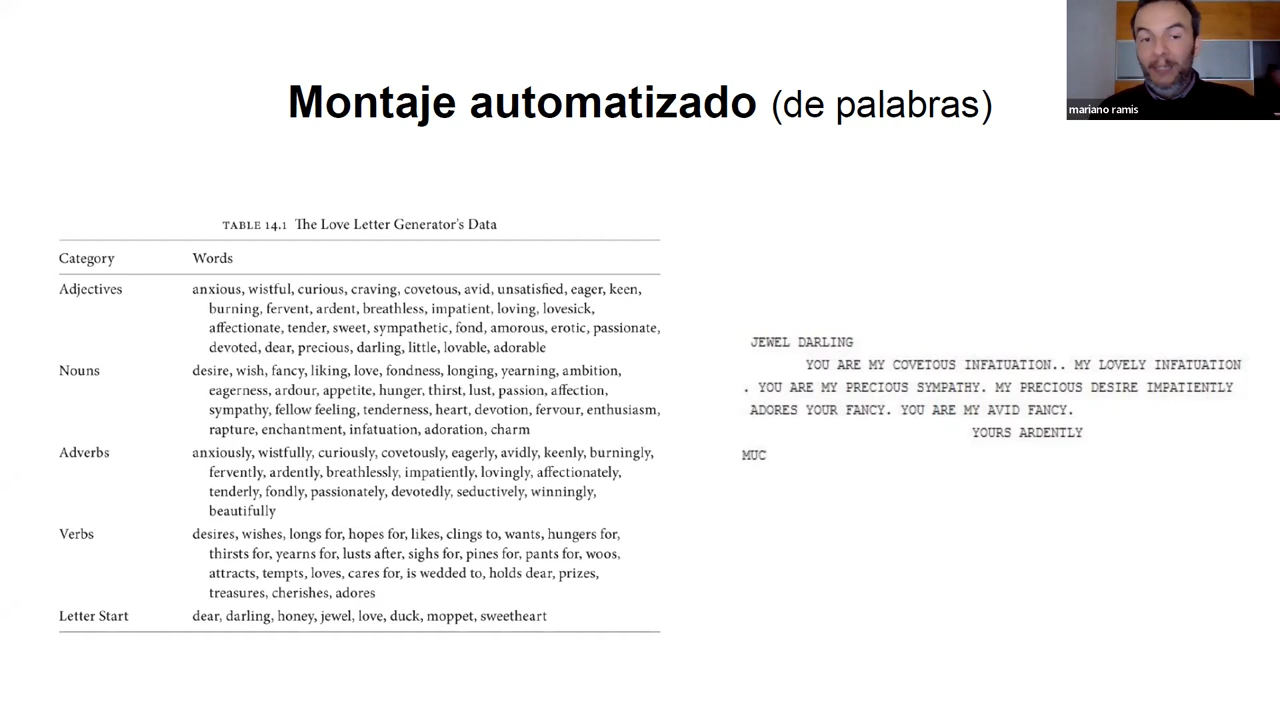 Montaje automatizado (de palabras)
mariano ramis
TABLE 14.1 The Love Letter Generator's Data
Category Words
Adjectives anxious, wistful, curious, craving, covetous, avid, unsatisfied, eager, keen,
burning, fervent, ardent, breathless, impatient, loving, lovesick,
affectionate, tender, sweet, sympathetic, fond, amorous, erotic, passionate,
devoted, dear, precious, darling, little, lovable, adorable
Nouns desire, wish, fancy, liking, love, fondness, longing, yearning, ambition,
eagerness, ardour, appetite, hunger, thirst, lust, passion, affection,
sympathy, fellow feeling, tenderness, heart, devotion, fervour, enthusiasm,
rapture, enchantment, infatuation, adoration, charm
Adverbs anxiously, wistfully, curiously, covetously, eagerly, avidly, keenly, burningly,
fervently, ardently, breathlessly, impatiently, lovingly, affectionately,
tenderly, fondly, passionately, devotedly, seductively, winningly,
beautifully
Verbs desires, wishes, longs for, hopes for, likes, clings to, wants, hungers for,
thirsts for, yearns for, lusts after, sighs for, pines for, pants for, woos,
attracts, tempts, loves, cares for, is wedded to, holds dear, prizes,
treasures, cherishes, adores
Letter Start dear, darling, honey, jewel, love, duck, moppet, sweetheart
JEWEL DARLING
YOU ARE MY COVETOUS INFATUATION.. MY LOVELY INFATUATION
. YOU ARE MY PRECIOUS SYMPATHY. MY PRECIOUS DESIRE IMPATIENTLY
ADORES YOUR FANCY. YOU ARE MY AVID FANCY.
YOURS ARDENTLY
MUC